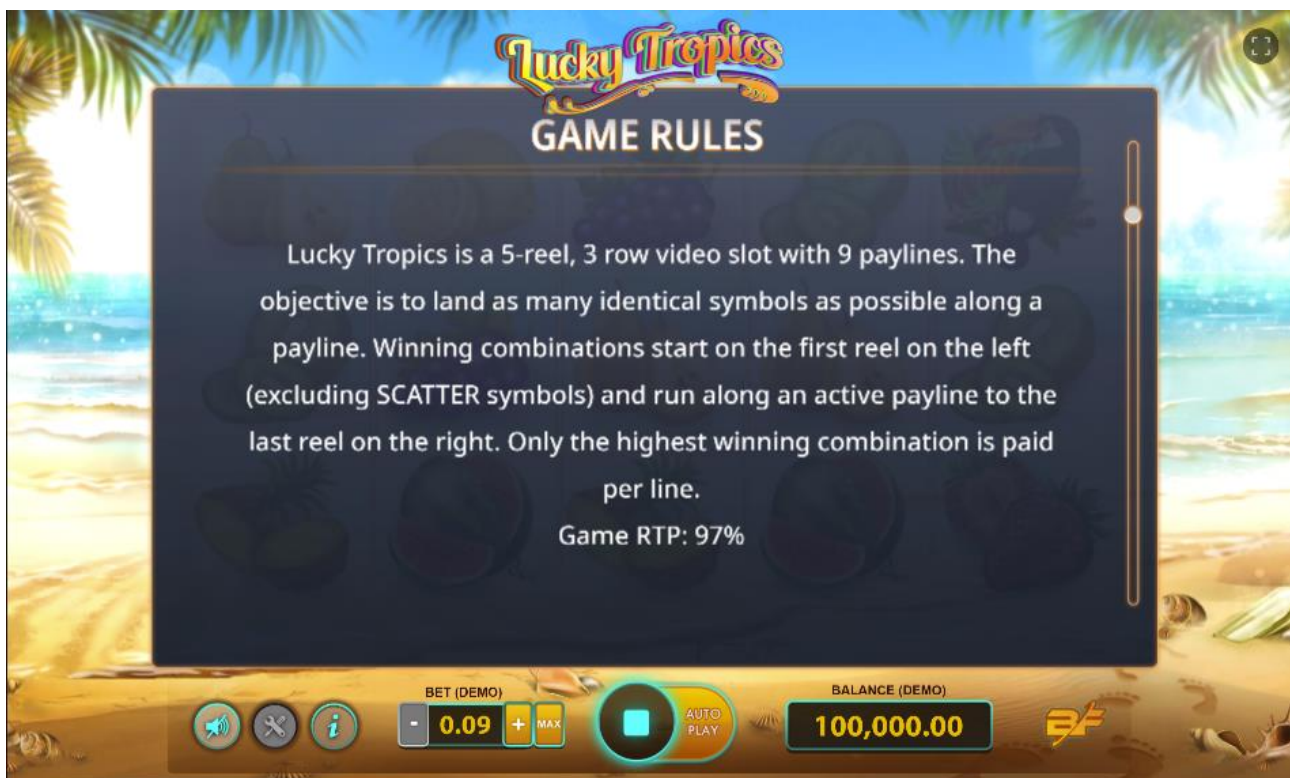 Lucky Tropics
GAME RULES
Lucky Tropics is a 5-reel, 3 row video slot with 9 paylines. The
objective is to land as many identical symbols as possible along a
payline. Winning combinations start on the first reel on the left
(excluding SCATTER symbols) and run along an active payline to the
last reel on the right. Only the highest winning combination is paid
per line.
Game RTP: 97%
BET (DEMO)
- 0.09 + MAX
AUTO
PLAY
BALANCE (DEMO)
100,000.00
i
BF